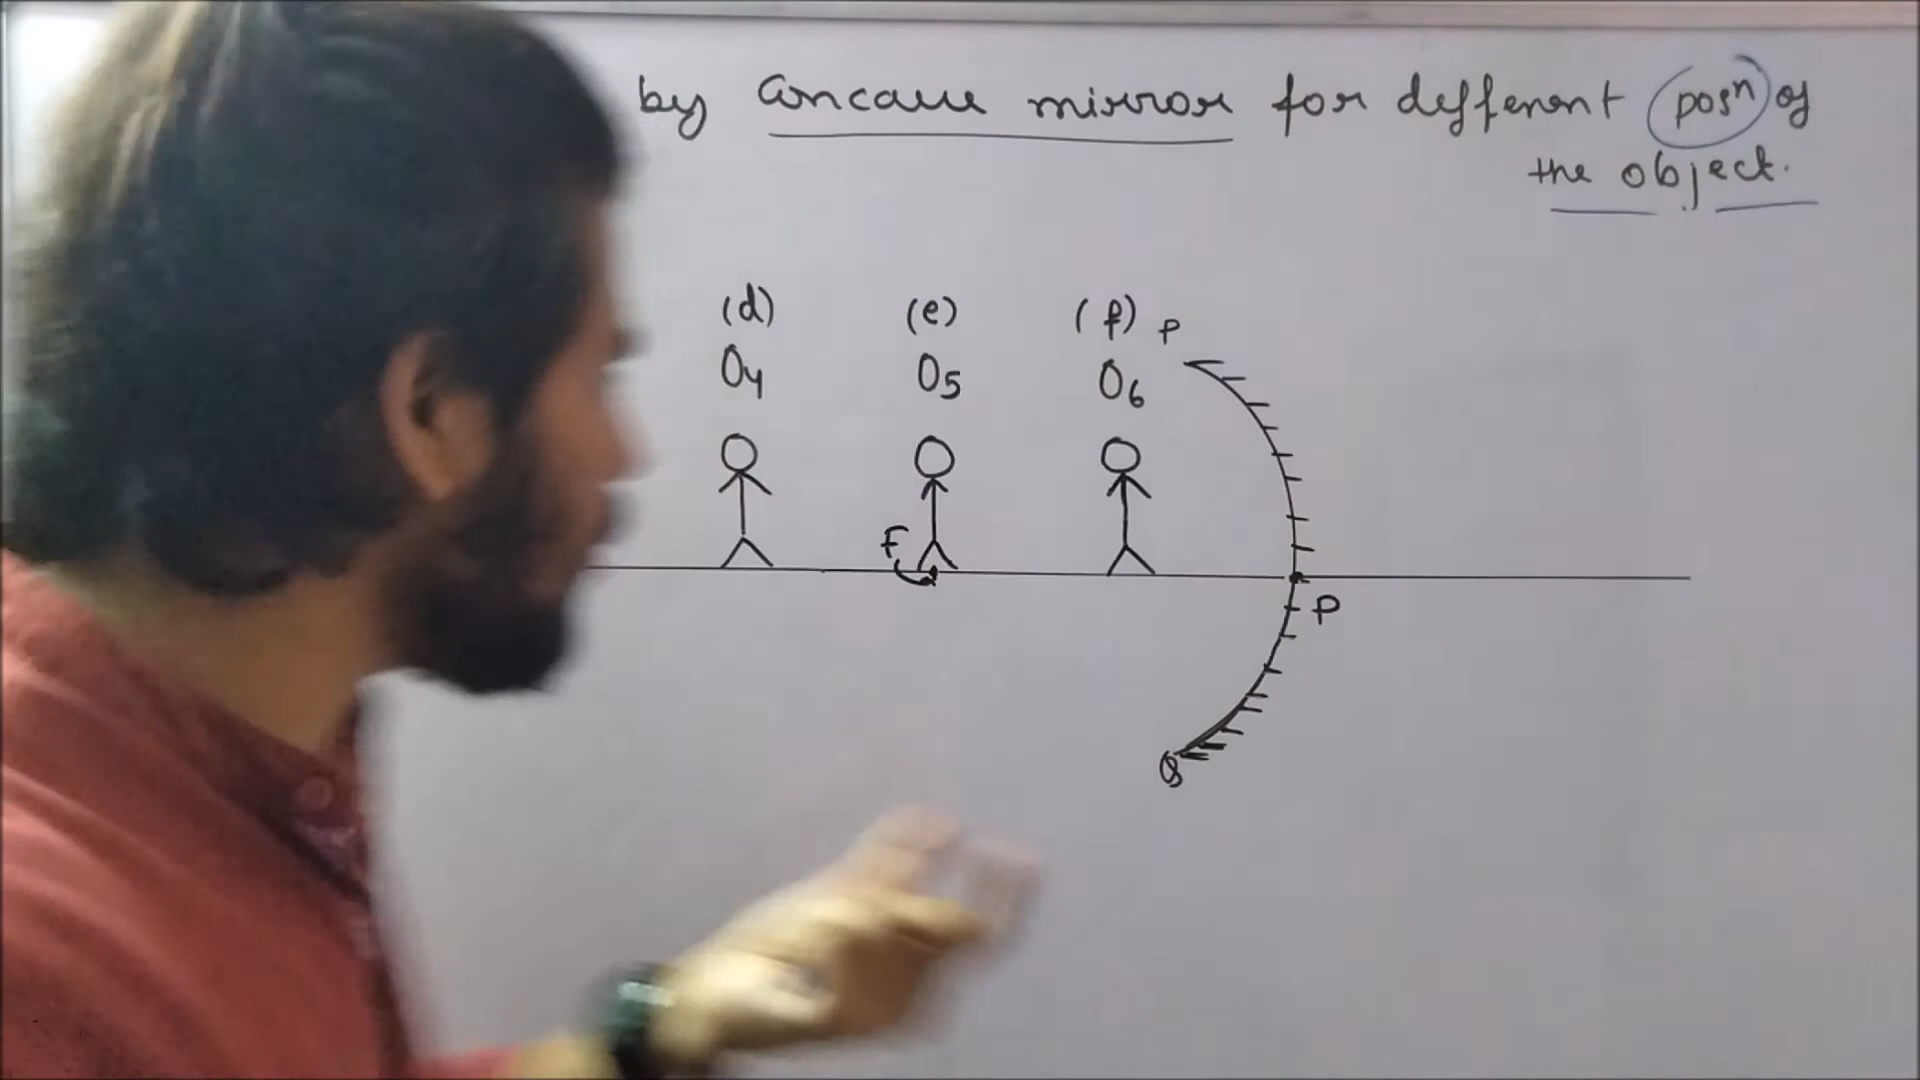 by concave mirror for different posn of
the object.
(d) (e) (f) P
O4 O5 O6
F
P
Q